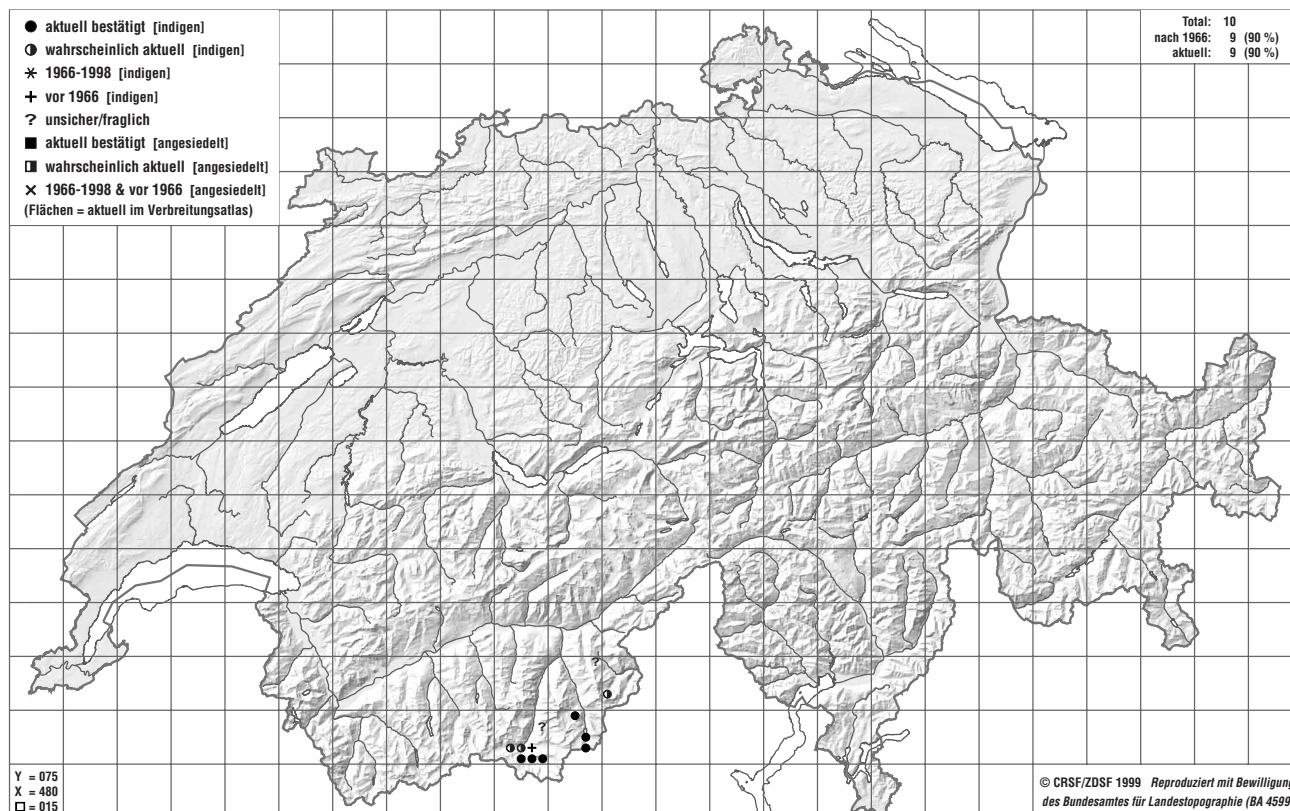 ● aktuell bestätigt [indigen]
◑ wahrscheinlich aktuell [indigen]
✳ 1966-1998 [indigen]
+ vor 1966 [indigen]
? unsicher/fraglich
■ aktuell bestätigt [angesiedelt]
◨ wahrscheinlich aktuell [angesiedelt]
✕ 1966-1998 & vor 1966 [angesiedelt]
(Flächen = aktuell im Verbreitungsatlas)
Total: 10
nach 1966: 9 (90 %)
aktuell: 9 (90 %)
?
?
+
Y = 075
X = 480
□ = 015
© CRSF/ZDSF 1999 Reproduziert mit Bewilligung
des Bundesamtes für Landestopographie (BA 4599